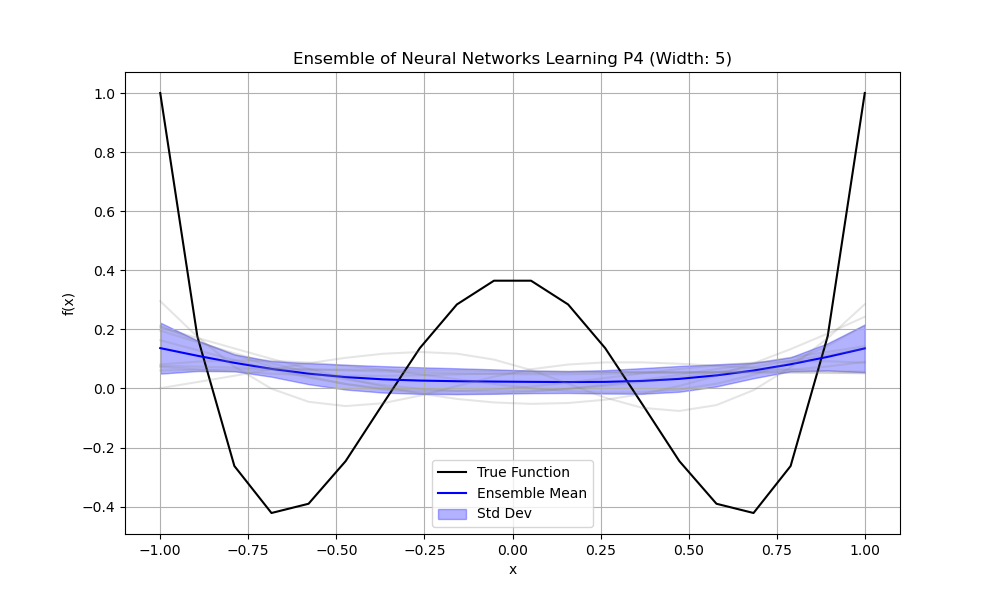 Ensemble of Neural Networks Learning P4 (Width: 5)
1.0
0.8
0.6
0.4
0.2
0.0
−0.2
−0.4
f(x)
True Function
Ensemble Mean
Std Dev
−1.00 −0.75 −0.50 −0.25 0.00 0.25 0.50 0.75 1.00
x